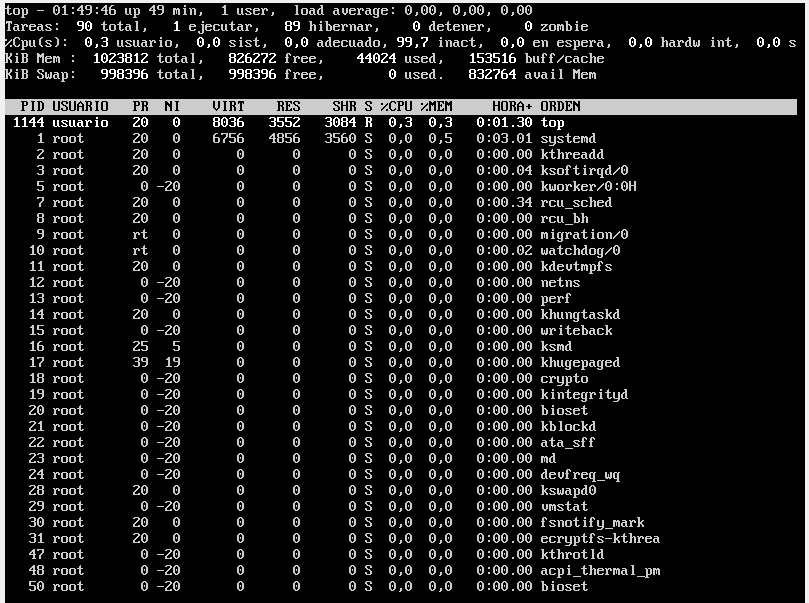 top - 01:49:46 up 49 min,  1 user,  load average: 0,00, 0,00, 0,00
Tareas:  90 total,   1 ejecutar,   89 hibernar,    0 detener,    0 zombie
%Cpu(s):  0,3 usuario,  0,0 sist,  0,0 adecuado, 99,7 inact,  0,0 en espera,  0,0 hardw int,  0,0 s
KiB Mem :  1023812 total,   826272 free,    44024 used,   153516 buff/cache
KiB Swap:   998396 total,   998396 free,        0 used.   832764 avail Mem
PID USUARIO   PR  NI    VIRT    RES    SHR S %CPU %MEM     HORA+ ORDEN
1144 usuario   20   0    8036   3552   3084 R  0,3  0,3   0:01.30 top
1 root      20   0    6756   4856   3560 S  0,0  0,5   0:03.01 systemd
2 root      20   0       0      0      0 S  0,0  0,0   0:00.00 kthreadd
3 root      20   0       0      0      0 S  0,0  0,0   0:00.04 ksoftirqd/0
5 root       0 -20       0      0      0 S  0,0  0,0   0:00.00 kworker/0:0H
7 root      20   0       0      0      0 S  0,0  0,0   0:00.34 rcu_sched
8 root      20   0       0      0      0 S  0,0  0,0   0:00.00 rcu_bh
9 root      rt   0       0      0      0 S  0,0  0,0   0:00.00 migration/0
10 root      rt   0       0      0      0 S  0,0  0,0   0:00.02 watchdog/0
11 root      20   0       0      0      0 S  0,0  0,0   0:00.00 kdevtmpfs
12 root       0 -20       0      0      0 S  0,0  0,0   0:00.00 netns
13 root       0 -20       0      0      0 S  0,0  0,0   0:00.00 perf
14 root      20   0       0      0      0 S  0,0  0,0   0:00.00 khungtaskd
15 root       0 -20       0      0      0 S  0,0  0,0   0:00.00 writeback
16 root      25   5       0      0      0 S  0,0  0,0   0:00.00 ksmd
17 root      39  19       0      0      0 S  0,0  0,0   0:00.00 khugepaged
18 root       0 -20       0      0      0 S  0,0  0,0   0:00.00 crypto
19 root       0 -20       0      0      0 S  0,0  0,0   0:00.00 kintegrityd
20 root       0 -20       0      0      0 S  0,0  0,0   0:00.00 bioset
21 root       0 -20       0      0      0 S  0,0  0,0   0:00.00 kblockd
22 root       0 -20       0      0      0 S  0,0  0,0   0:00.00 ata_sff
23 root       0 -20       0      0      0 S  0,0  0,0   0:00.00 md
24 root       0 -20       0      0      0 S  0,0  0,0   0:00.00 devfreq_wq
28 root      20   0       0      0      0 S  0,0  0,0   0:00.00 kswapd0
29 root       0 -20       0      0      0 S  0,0  0,0   0:00.00 vmstat
30 root      20   0       0      0      0 S  0,0  0,0   0:00.00 fsnotify_mark
31 root      20   0       0      0      0 S  0,0  0,0   0:00.00 ecryptfs-kthrea
47 root       0 -20       0      0      0 S  0,0  0,0   0:00.00 kthrotld
48 root       0 -20       0      0      0 S  0,0  0,0   0:00.00 acpi_thermal_pm
50 root       0 -20       0      0      0 S  0,0  0,0   0:00.00 bioset